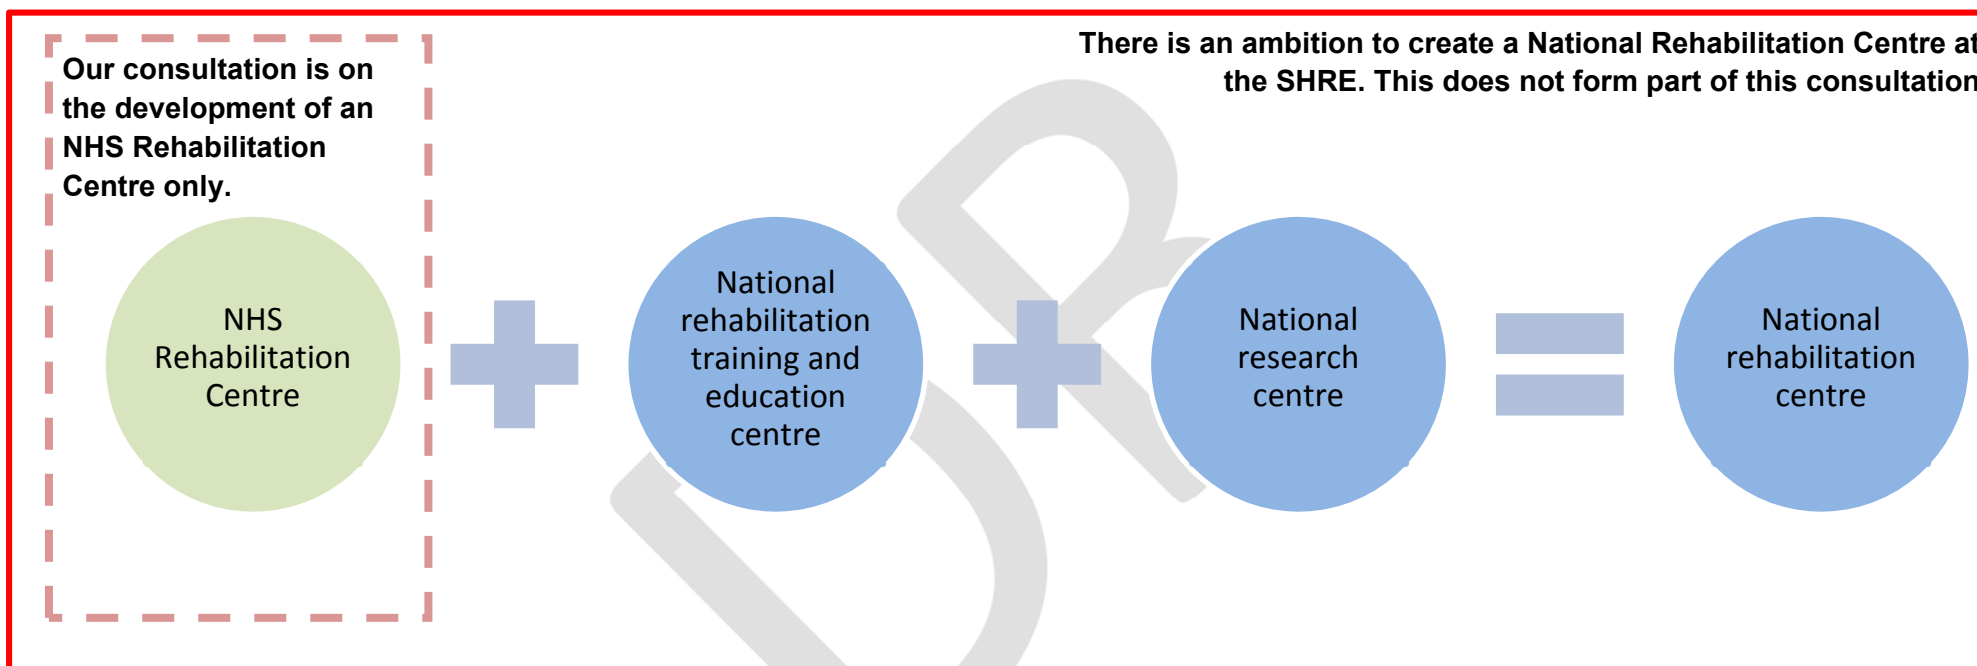 Our consultation is on
the development of an
NHS Rehabilitation
Centre only.
There is an ambition to create a National Rehabilitation Centre at
the SHRE. This does not form part of this consultation
NHS
Rehabilitation
Centre
National
rehabilitation
training and
education
centre
National
research
centre
National
rehabilitation
centre